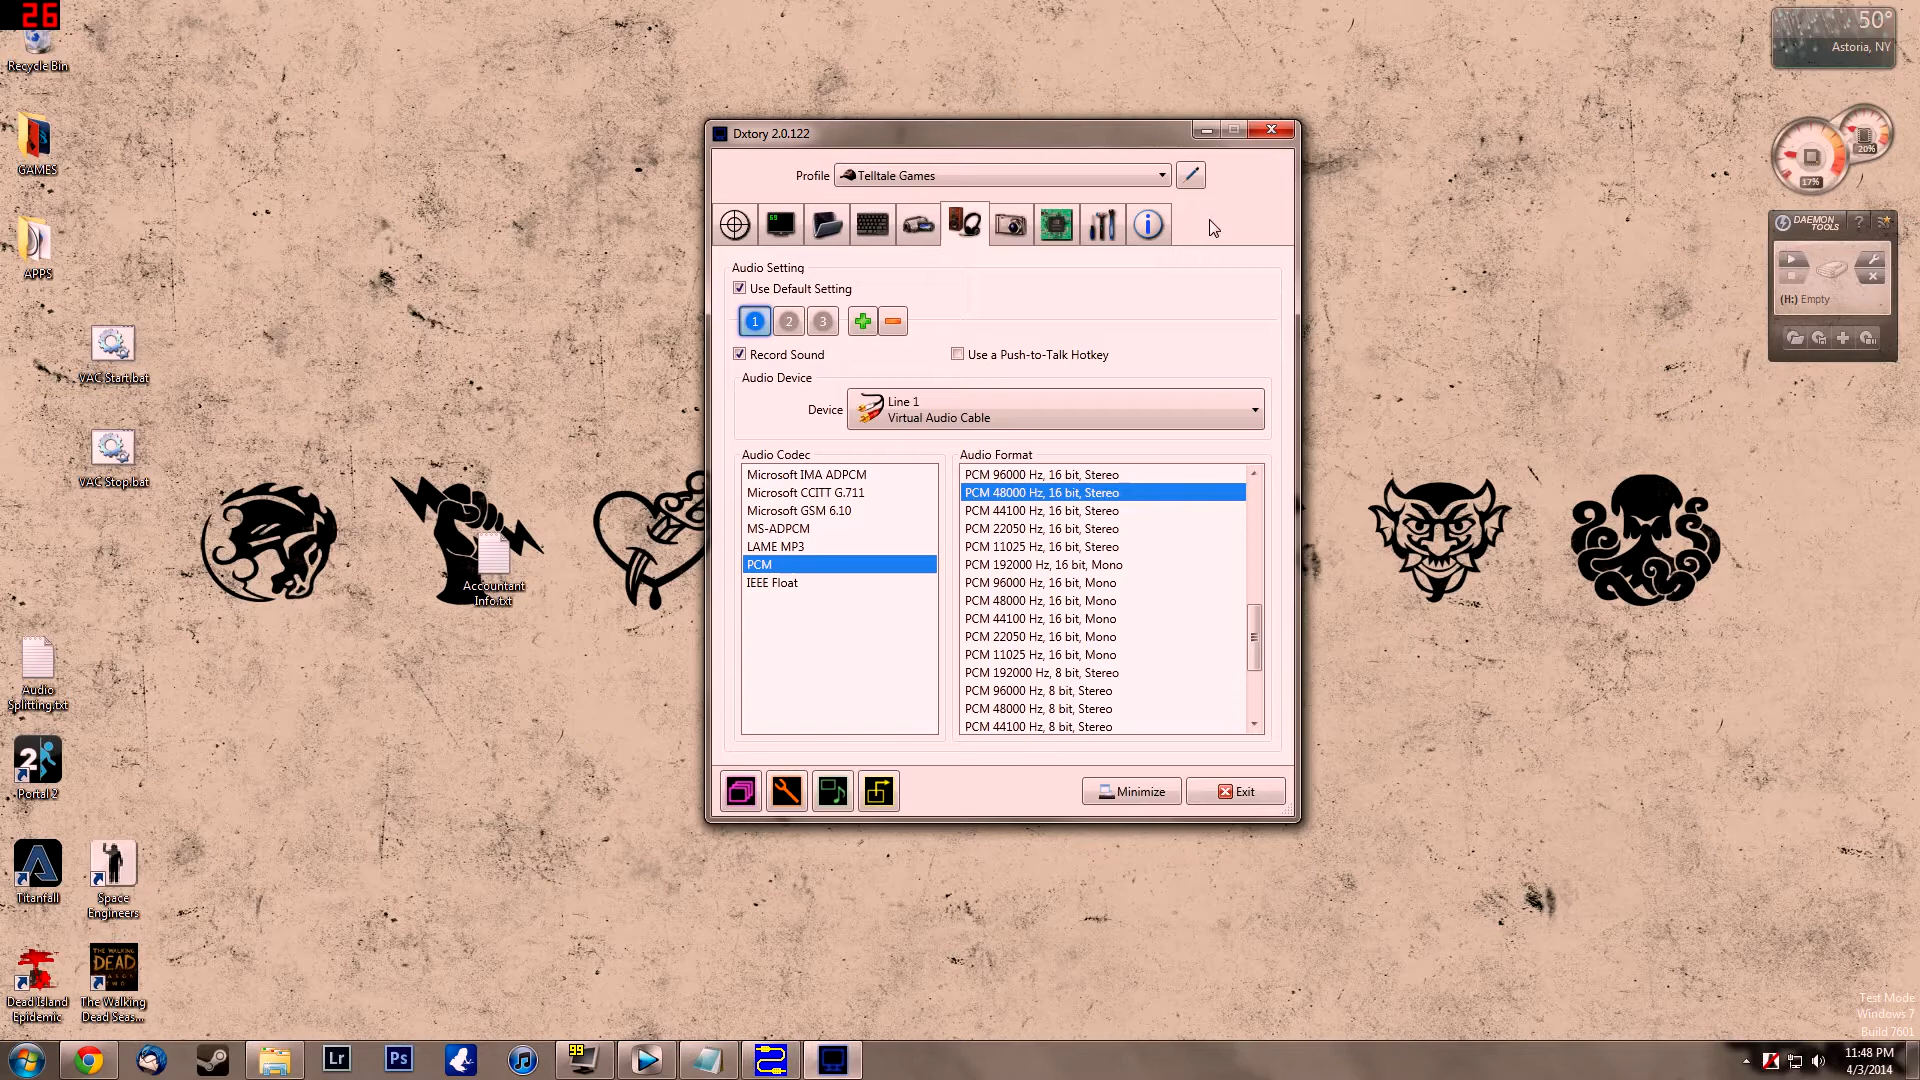 26
Recycle Bin
GAMES
APPS
VAC Start.bat
VAC Stop.bat
Accountant
Info.txt
Audio
Splitting.txt
2
Portal 2
Titanfall
Space
Engineers
Dead Island
Epidemic
THE WALKING
DEAD
The Walking
Dead Seas...
Dxtory 2.0.122
Profile
Telltale Games
Audio Setting
Use Default Setting
1
2
3
Record Sound
Use a Push-to-Talk Hotkey
Audio Device
Device
Line 1
Virtual Audio Cable
Audio Codec
Microsoft IMA ADPCM
Microsoft CCITT G.711
Microsoft GSM 6.10
MS-ADPCM
LAME MP3
PCM
IEEE Float
Audio Format
PCM 96000 Hz, 16 bit, Stereo
PCM 48000 Hz, 16 bit, Stereo
PCM 44100 Hz, 16 bit, Stereo
PCM 22050 Hz, 16 bit, Stereo
PCM 11025 Hz, 16 bit, Stereo
PCM 192000 Hz, 16 bit, Mono
PCM 96000 Hz, 16 bit, Mono
PCM 48000 Hz, 16 bit, Mono
PCM 44100 Hz, 16 bit, Mono
PCM 22050 Hz, 16 bit, Mono
PCM 11025 Hz, 16 bit, Mono
PCM 192000 Hz, 8 bit, Stereo
PCM 96000 Hz, 8 bit, Stereo
PCM 48000 Hz, 8 bit, Stereo
PCM 44100 Hz, 8 bit, Stereo
Minimize
Exit
50°
Astoria, NY
20%
17%
DAEMON
TOOLS
?
(H:) Empty
Test Mode
Windows 7
Build 7601
Lr
Ps
99
11:48 PM
4/3/2014